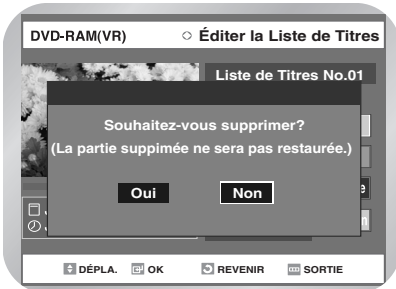 DVD-RAM(VR)
Éditer la Liste de Titres
Liste de Titres No.01
Souhaitez-vous supprimer?
(La partie suppimée ne sera pas restaurée.)
Oui
Non
DÉPLA.
OK
REVENIR
SORTIE